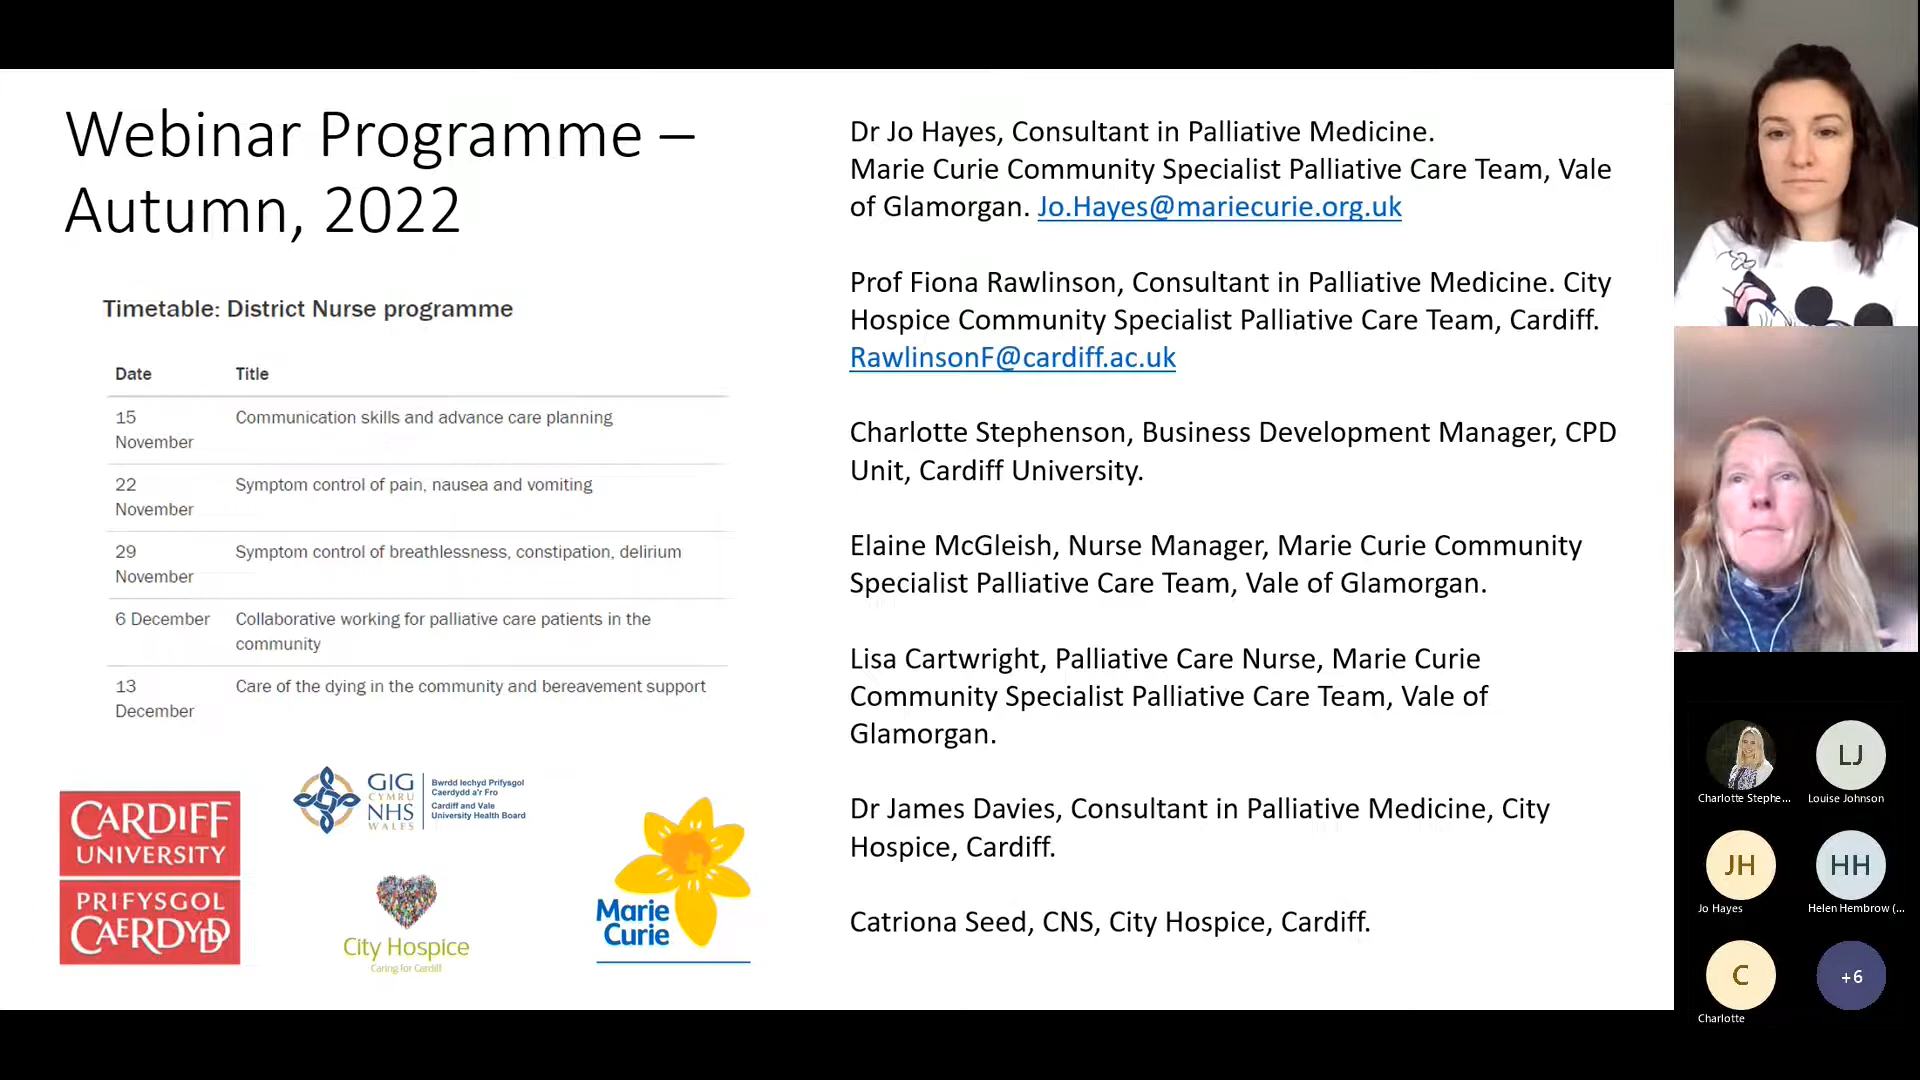 Webinar Programme –
Autumn, 2022
Timetable: District Nurse programme
Date Title
15 November Communication skills and advance care planning
22 November Symptom control of pain, nausea and vomiting
29 November Symptom control of breathlessness, constipation, delirium
6 December Collaborative working for palliative care patients in the
community
13 December Care of the dying in the community and bereavement support
CARDIFF
UNIVERSITY
PRIFYSGOL
CAERDYDD
GIG
CYMRU
NHS
WALES
Bwrdd Iechyd Prifysgol
Caerdydd a'r Fro
Cardiff and Vale
University Health Board
City Hospice
Caring for Cardiff
Marie
Curie
Dr Jo Hayes, Consultant in Palliative Medicine.
Marie Curie Community Specialist Palliative Care Team, Vale
of Glamorgan. Jo.Hayes@mariecurie.org.uk
Prof Fiona Rawlinson, Consultant in Palliative Medicine. City
Hospice Community Specialist Palliative Care Team, Cardiff.
RawlinsonF@cardiff.ac.uk
Charlotte Stephenson, Business Development Manager, CPD
Unit, Cardiff University.
Elaine McGleish, Nurse Manager, Marie Curie Community
Specialist Palliative Care Team, Vale of Glamorgan.
Lisa Cartwright, Palliative Care Nurse, Marie Curie
Community Specialist Palliative Care Team, Vale of
Glamorgan.
Dr James Davies, Consultant in Palliative Medicine, City
Hospice, Cardiff.
Catriona Seed, CNS, City Hospice, Cardiff.
Charlotte Stephe...
LJ
Louise Johnson
JH
Jo Hayes
HH
Helen Hembrow (...
C
Charlotte
+6